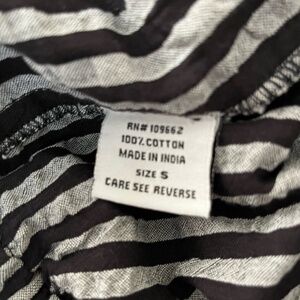 RN# 109662
100% COTTON
MADE IN INDIA
SIZE S
CARE SEE REVERSE